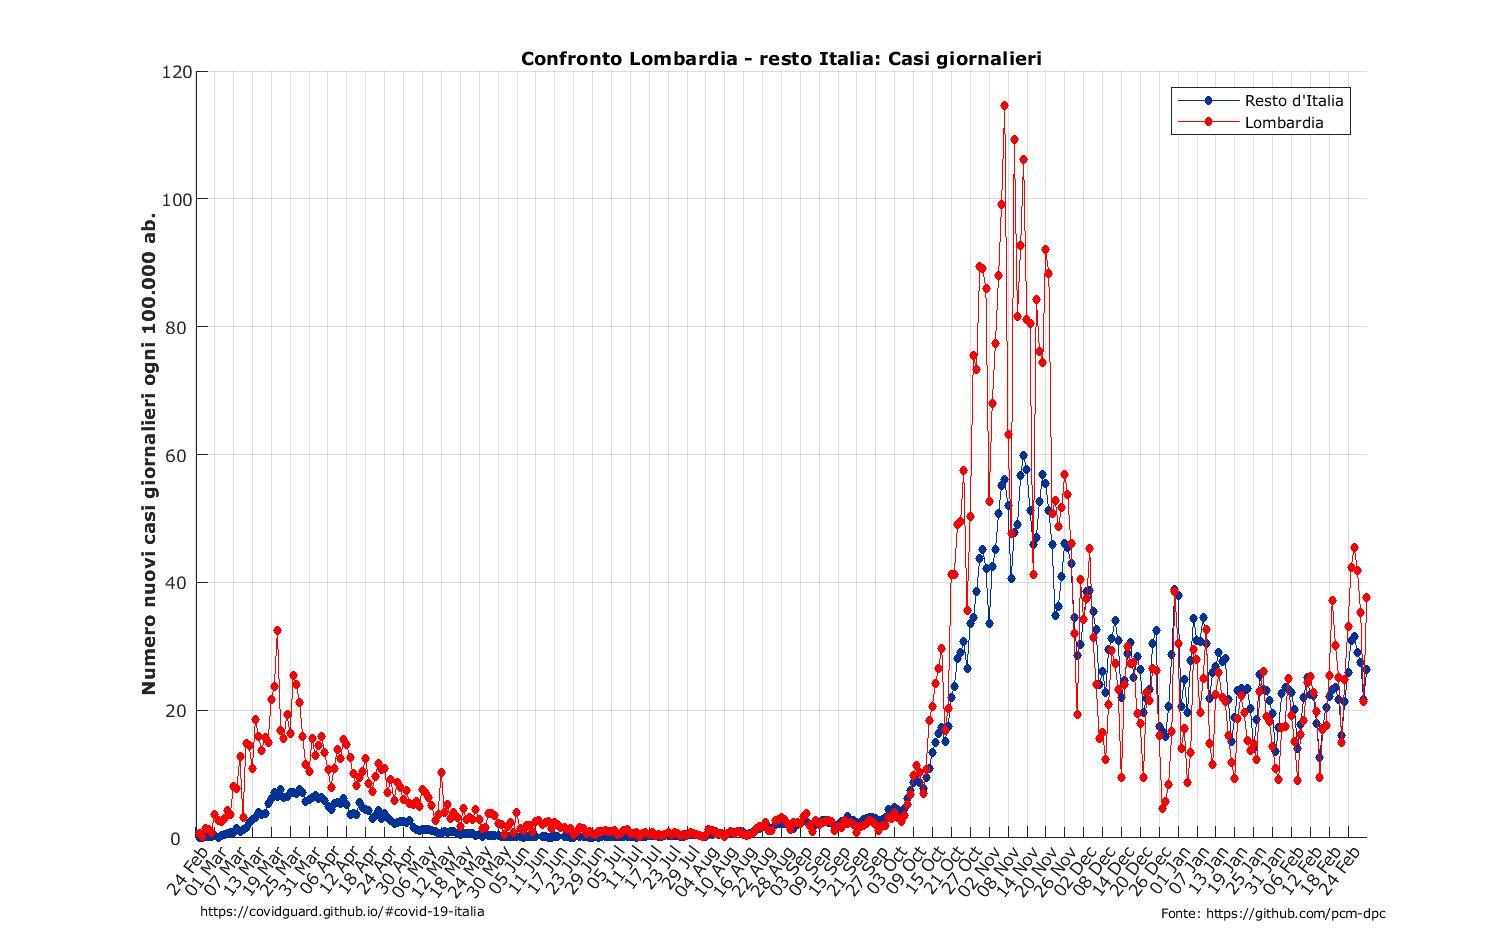 Confronto Lombardia - resto Italia: Casi giornalieri
Resto d'Italia
Lombardia
Numero nuovi casi giornalieri ogni 100.000 ab.
120
100
80
60
40
20
0
24 Feb
01 Mar
07 Mar
13 Mar
19 Mar
25 Mar
31 Mar
06 Apr
12 Apr
18 Apr
24 Apr
30 Apr
06 May
12 May
18 May
24 May
30 May
05 Jun
11 Jun
17 Jun
23 Jun
29 Jun
05 Jul
11 Jul
17 Jul
23 Jul
29 Jul
04 Aug
10 Aug
16 Aug
22 Aug
28 Aug
03 Sep
09 Sep
15 Sep
21 Sep
27 Sep
03 Oct
09 Oct
15 Oct
21 Oct
27 Oct
02 Nov
08 Nov
14 Nov
20 Nov
26 Nov
02 Dec
08 Dec
14 Dec
20 Dec
26 Dec
01 Jan
07 Jan
13 Jan
19 Jan
25 Jan
31 Jan
06 Feb
12 Feb
18 Feb
24 Feb
https://covidguard.github.io/#covid-19-italia
Fonte: https://github.com/pcm-dpc